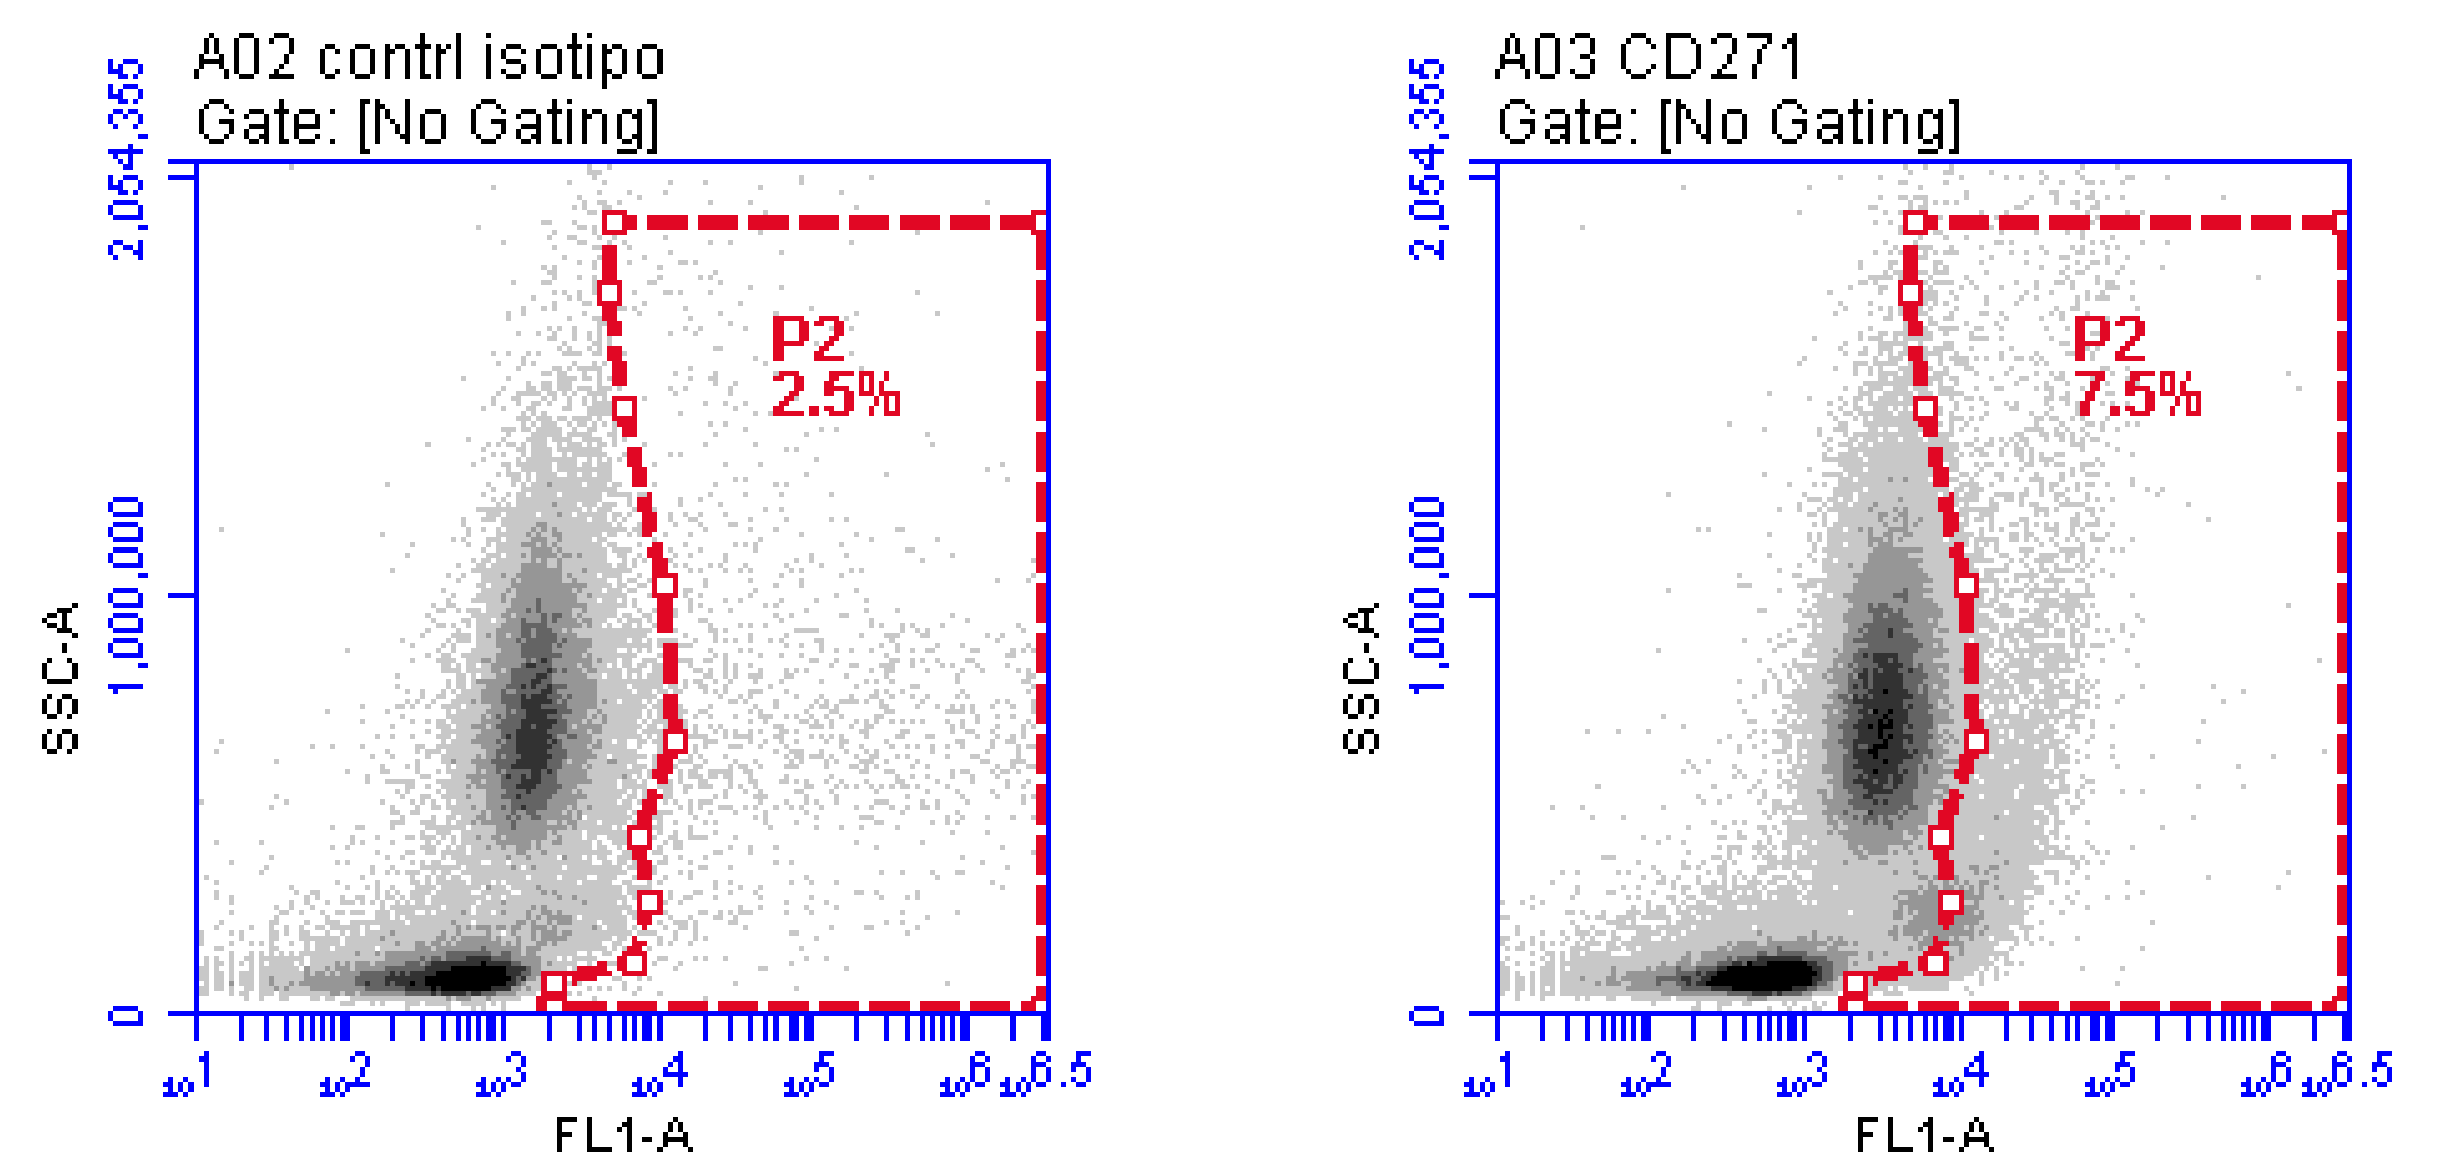 A02 contrl isotipo
Gate: [No Gating]
2,054,355
1,000,000
0
SSC-A
P2
2.5%
10^1 10^2 10^3 10^4 10^5 10^6 10^6.5
FL1-A
A03 CD271
Gate: [No Gating]
2,054,355
1,000,000
0
SSC-A
P2
7.5%
10^1 10^2 10^3 10^4 10^5 10^6 10^6.5
FL1-A